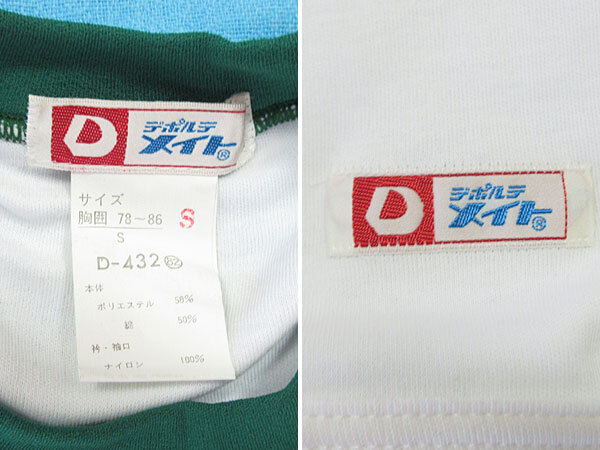 D デポルテ
メイト®
サイズ
胸囲 78～86 S
S
D-432 82
本体
ポリエステル 50%
綿 50%
衿・袖口
ナイロン 100%
D デポルテ
メイト®